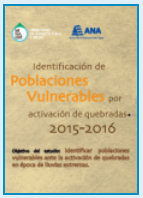 ANA
Identificación de
Poblaciones
Vulnerables por
activación de quebradas.
2015-2016
Objetivo del estudio: Identificar poblaciones
vulnerables ante la activación de quebradas
en época de lluvias extremas.